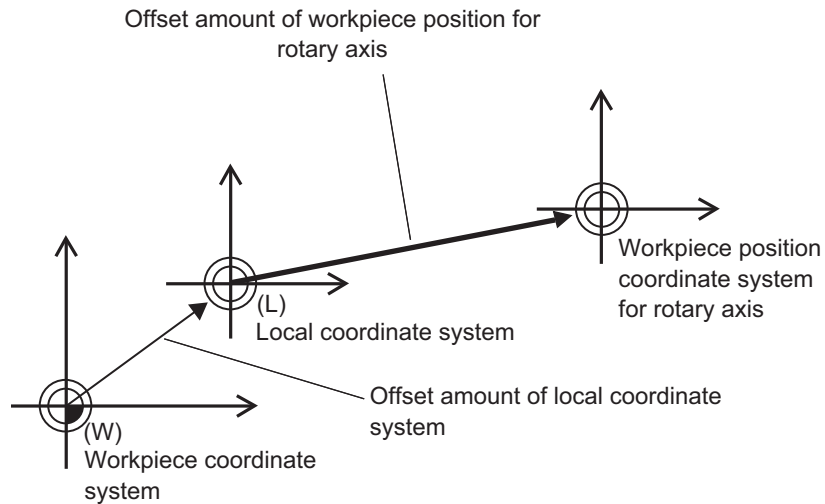 Offset amount of workpiece position for
rotary axis
Workpiece position
coordinate system
for rotary axis
(L)
Local coordinate system
Offset amount of local coordinate
system
(W)
Workpiece coordinate
system